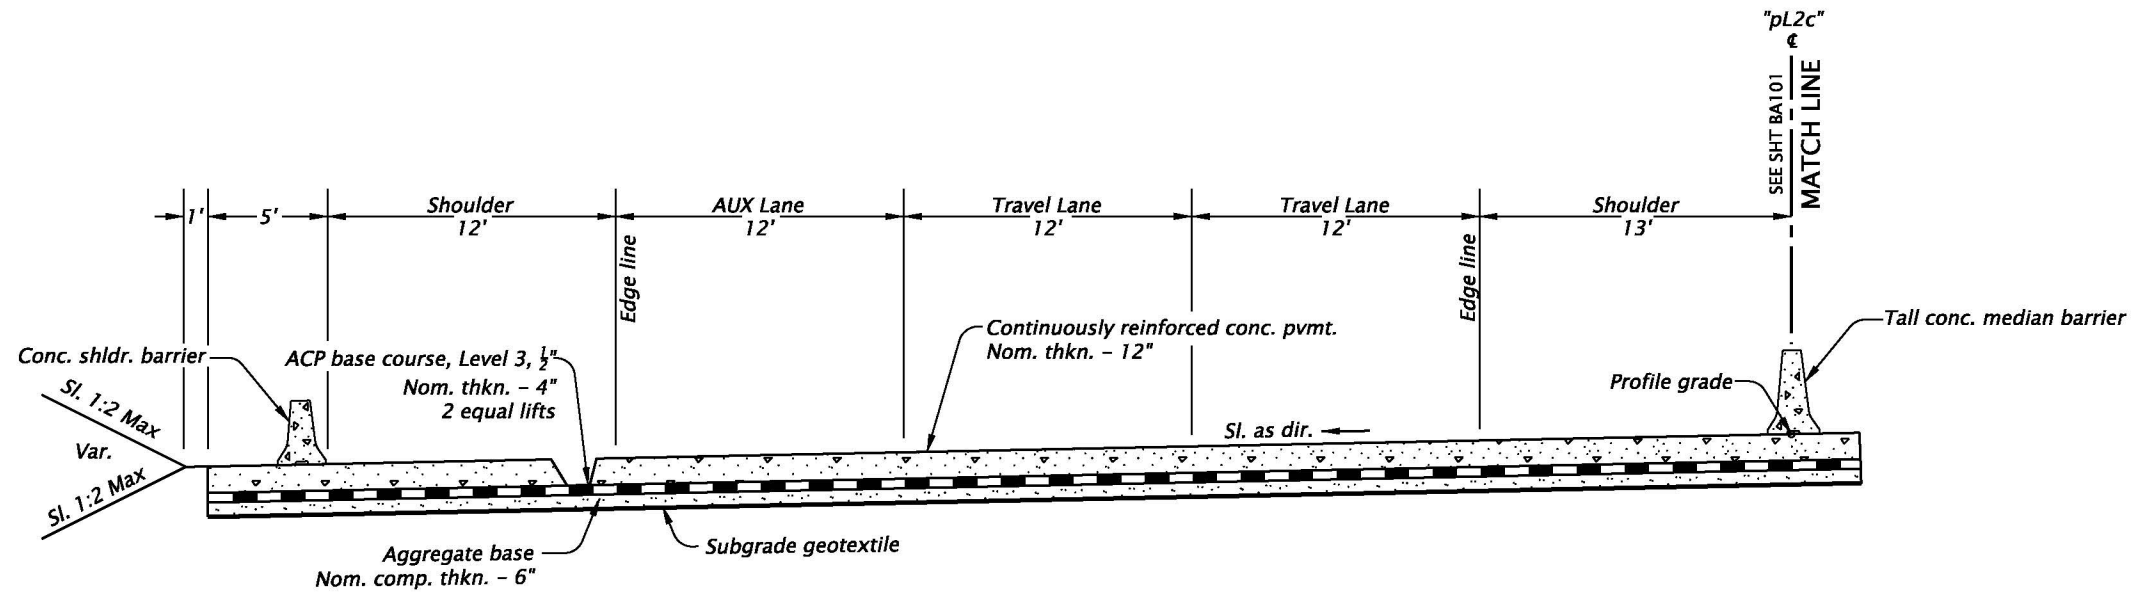 "pL2c"
℄
SEE SHT BA101
MATCH LINE
1'
5'
Shoulder
12'
AUX Lane
12'
Travel Lane
12'
Travel Lane
12'
Shoulder
13'
Edge line
Edge line
Continuously reinforced conc. pvmt.
Nom. thkn. - 12"
Tall conc. median barrier
Conc. shldr. barrier
ACP base course, Level 3, 1/2"
Nom. thkn. - 4"
2 equal lifts
Profile grade
Sl. 1:2 Max
Var.
Sl. 1:2 Max
Sl. as dir.
Aggregate base
Nom. comp. thkn. - 6"
Subgrade geotextile